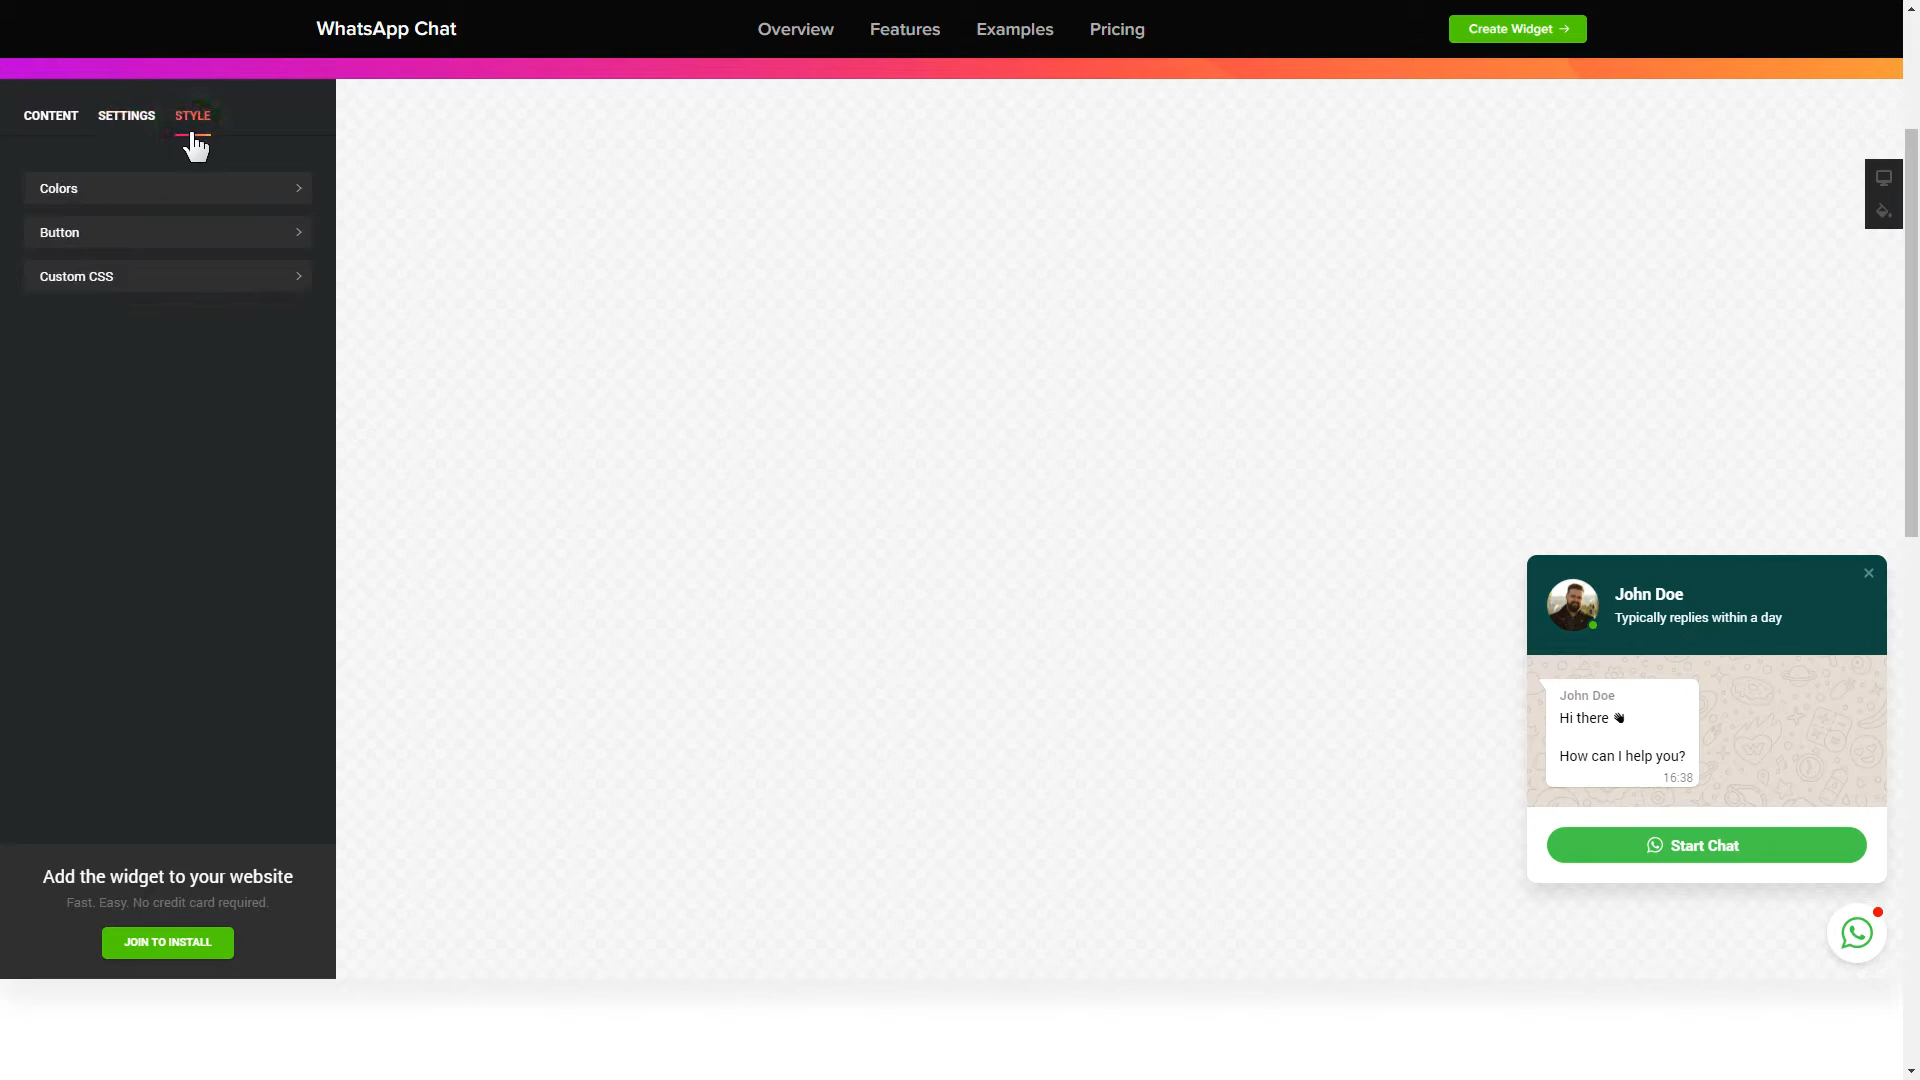 WhatsApp Chat
Overview
Features
Examples
Pricing
Create Widget →
CONTENT
SETTINGS
STYLE
Colors
Button
Custom CSS
Add the widget to your website
Fast. Easy. No credit card required.
JOIN TO INSTALL
John Doe
Typically replies within a day
John Doe
Hi there 👋
How can I help you?
16:38
Start Chat